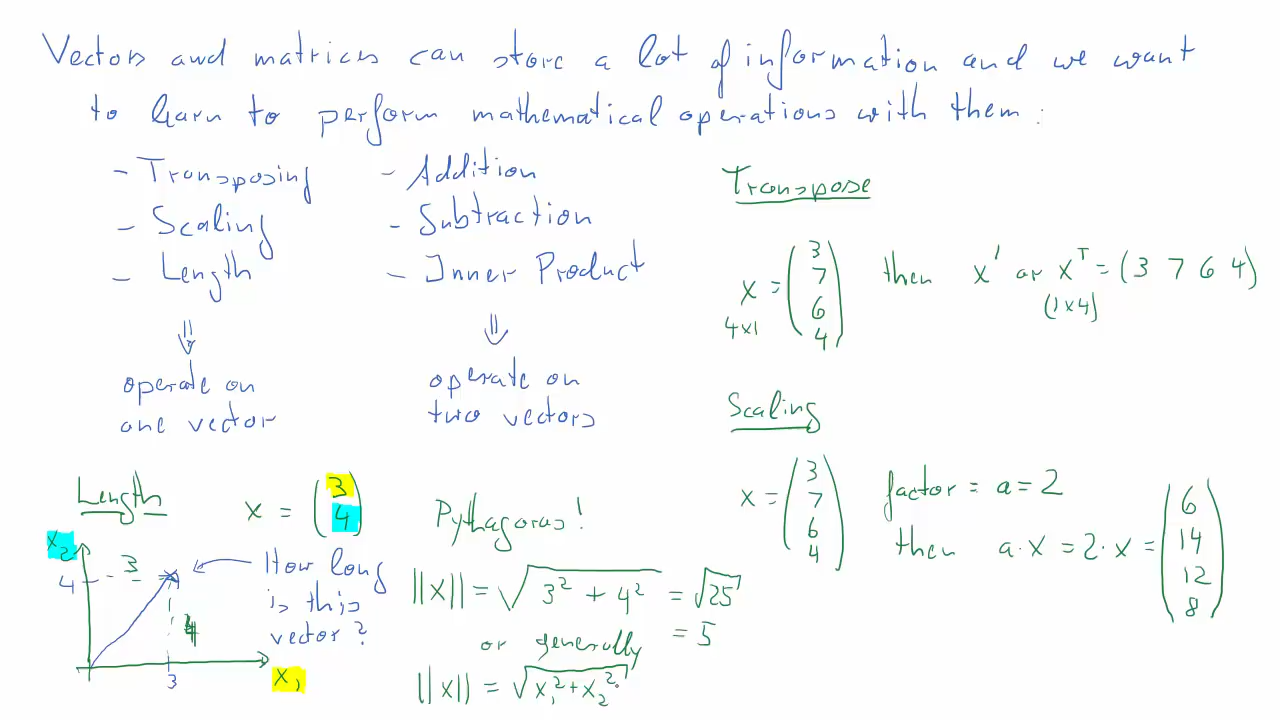 Vectors and matrices can store a lot of information and we want
to learn to perform mathematical operations with them:
- Transposing
- Scaling
- Length
⇓
operate on
one vector
- Addition
- Subtraction
- Inner Product
⇓
operate on
two vectors
Transpose
x = (3 7 6 4) then x' or xᵀ = (3 7 6 4)
4x1 (1x4)
Scaling
x = (3 7 6 4) factor = a = 2
then a·x = 2·x = (6 14 12 8)
Length x = (3 4)
x₂
4 3
4
3 x₁
How long
is this
vector?
Pythagoras!
||x|| = √3² + 4² = √25
= 5
or generally
||x|| = √x₁² + x₂²